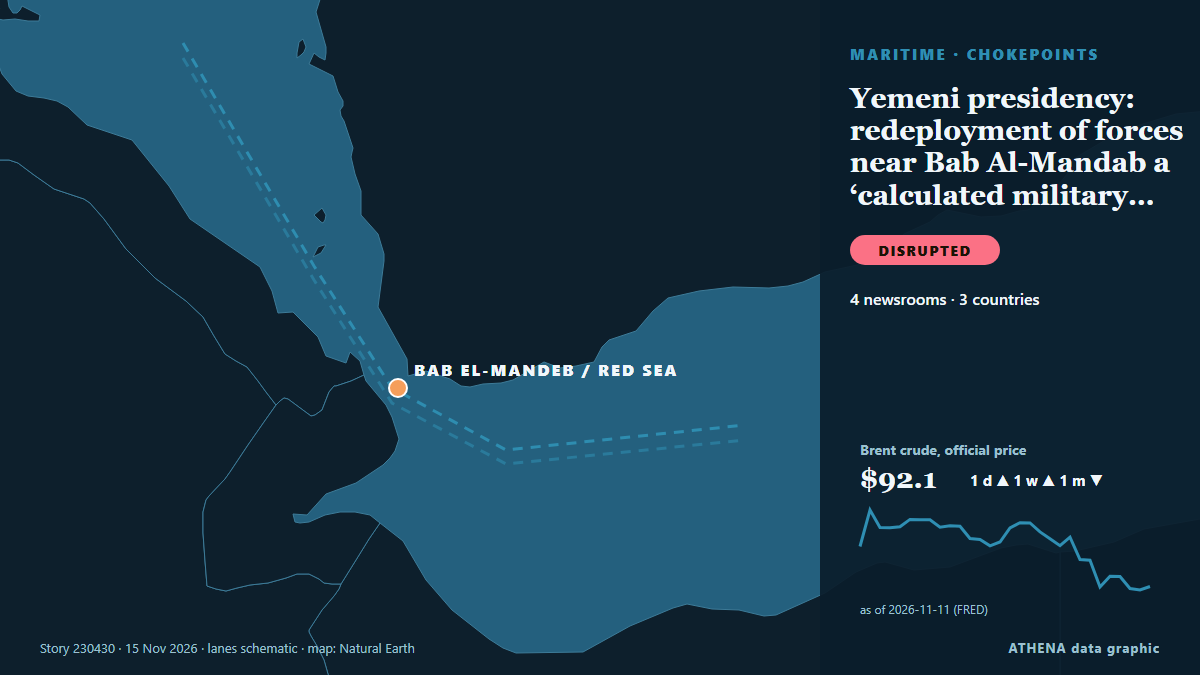 MARITIME · CHOKEPOINTS
Yemeni presidency:
redeployment of forces
near Bab Al-Mandab a
‘calculated military…
DISRUPTED
4 newsrooms · 3 countries
BAB EL-MANDEB / RED SEA
Brent crude, official price
$92.1 1 d ▲ 1 w ▲ 1 m ▼
as of 2026-11-11 (FRED)
Story 230430 · 15 Nov 2026 · lanes schematic · map: Natural Earth
ATHENA data graphic